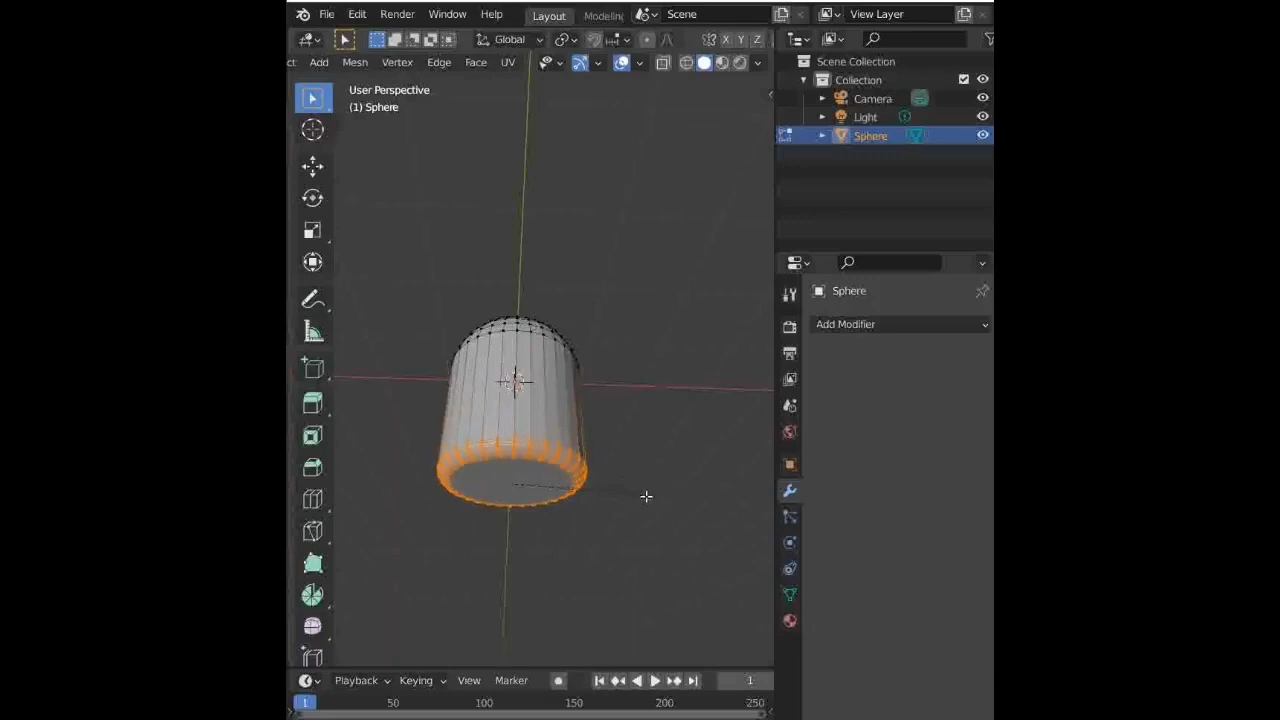 File Edit Render Window Help Layout Modeling Scene View Layer
Global X Y Z
Add Mesh Vertex Edge Face UV
User Perspective
(1) Sphere
Scene Collection
Collection
Camera
Light
Sphere
Sphere
Add Modifier
Playback Keying View Marker 1
1 50 100 150 200 250